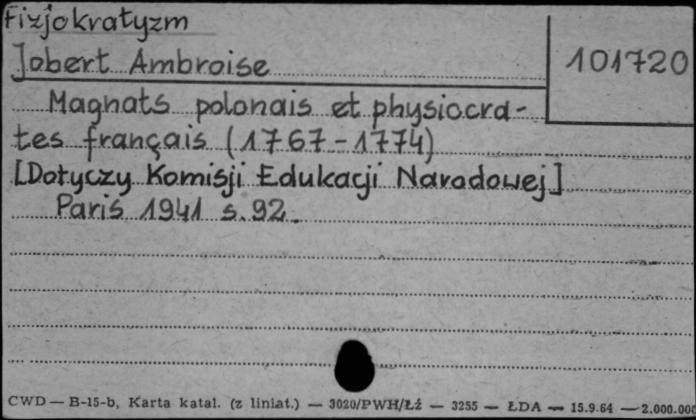 Fizjokratyzm
Jobert Ambroise
101720
Magnats polonais et physiocra-
tes français (1767-1774)
[Dotyczy Komisji Edukacji Narodowej]
Paris 1941 s. 92.
CWD — B-15-b, Karta katal. (z liniat.) — 3020/PWH/Łź — 3255 — ŁDA — 15.9.64 — 2.000.00